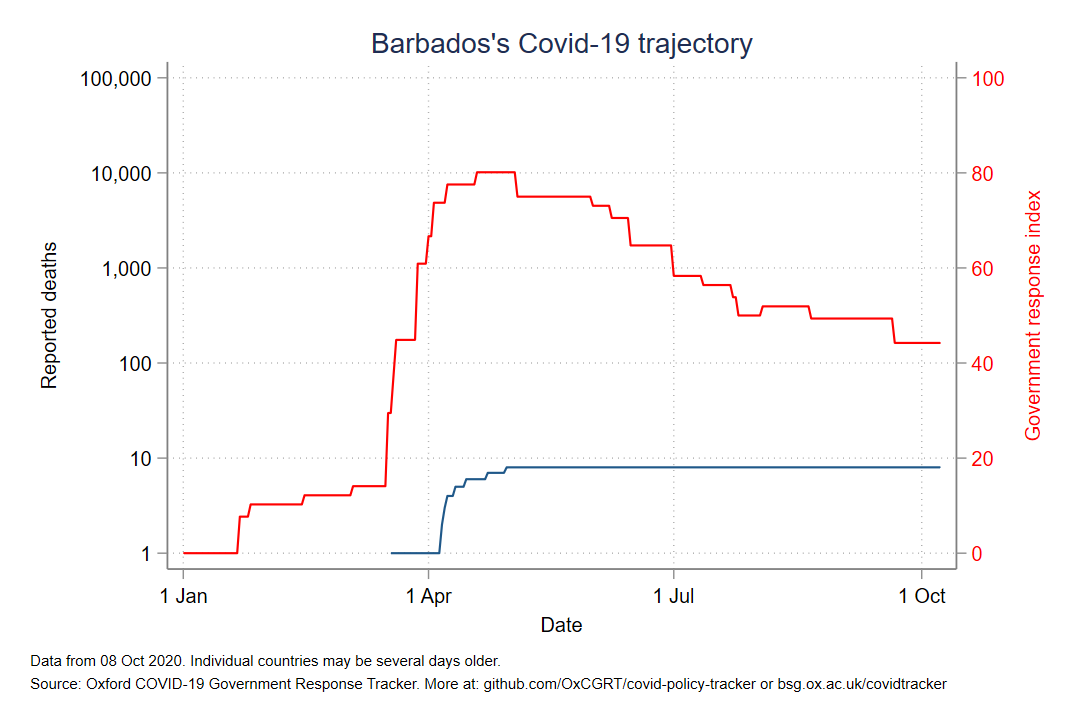 Barbados's Covid-19 trajectory
100,000
10,000
1,000
100
10
1
Reported deaths
100
80
60
40
20
0
Government response index
1 Jan
1 Apr
1 Jul
1 Oct
Date
Data from 08 Oct 2020. Individual countries may be several days older.
Source: Oxford COVID-19 Government Response Tracker. More at: github.com/OxCGRT/covid-policy-tracker or bsg.ox.ac.uk/covidtracker